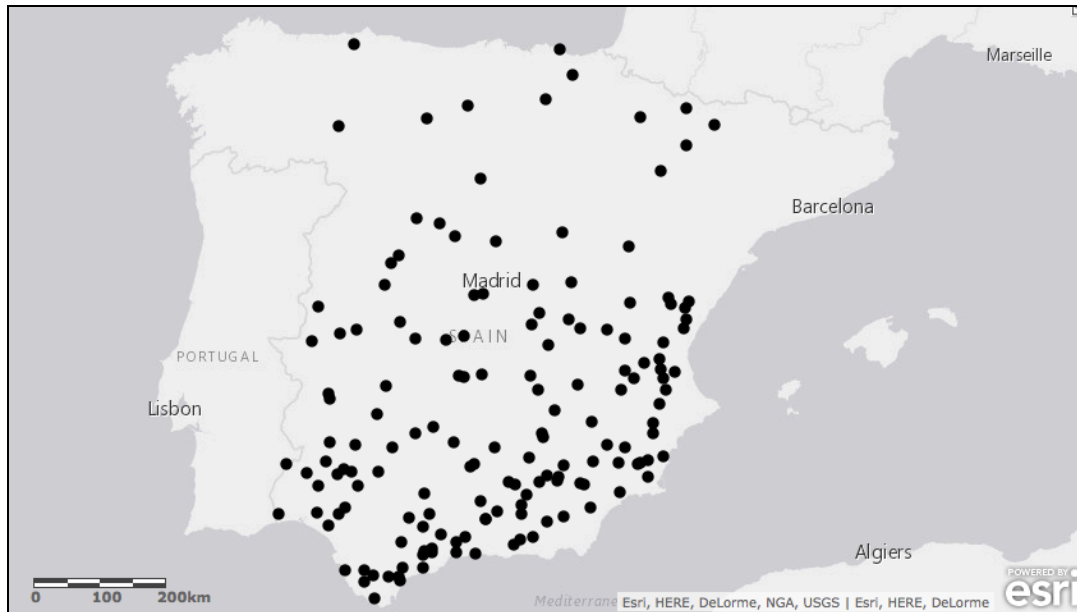 Marseille
Barcelona
Madrid
SPAIN
PORTUGAL
Lisbon
Algiers
0 100 200km
Mediterrane
Esri, HERE, DeLorme, NGA, USGS | Esri, HERE, DeLorme
POWERED BY
esri